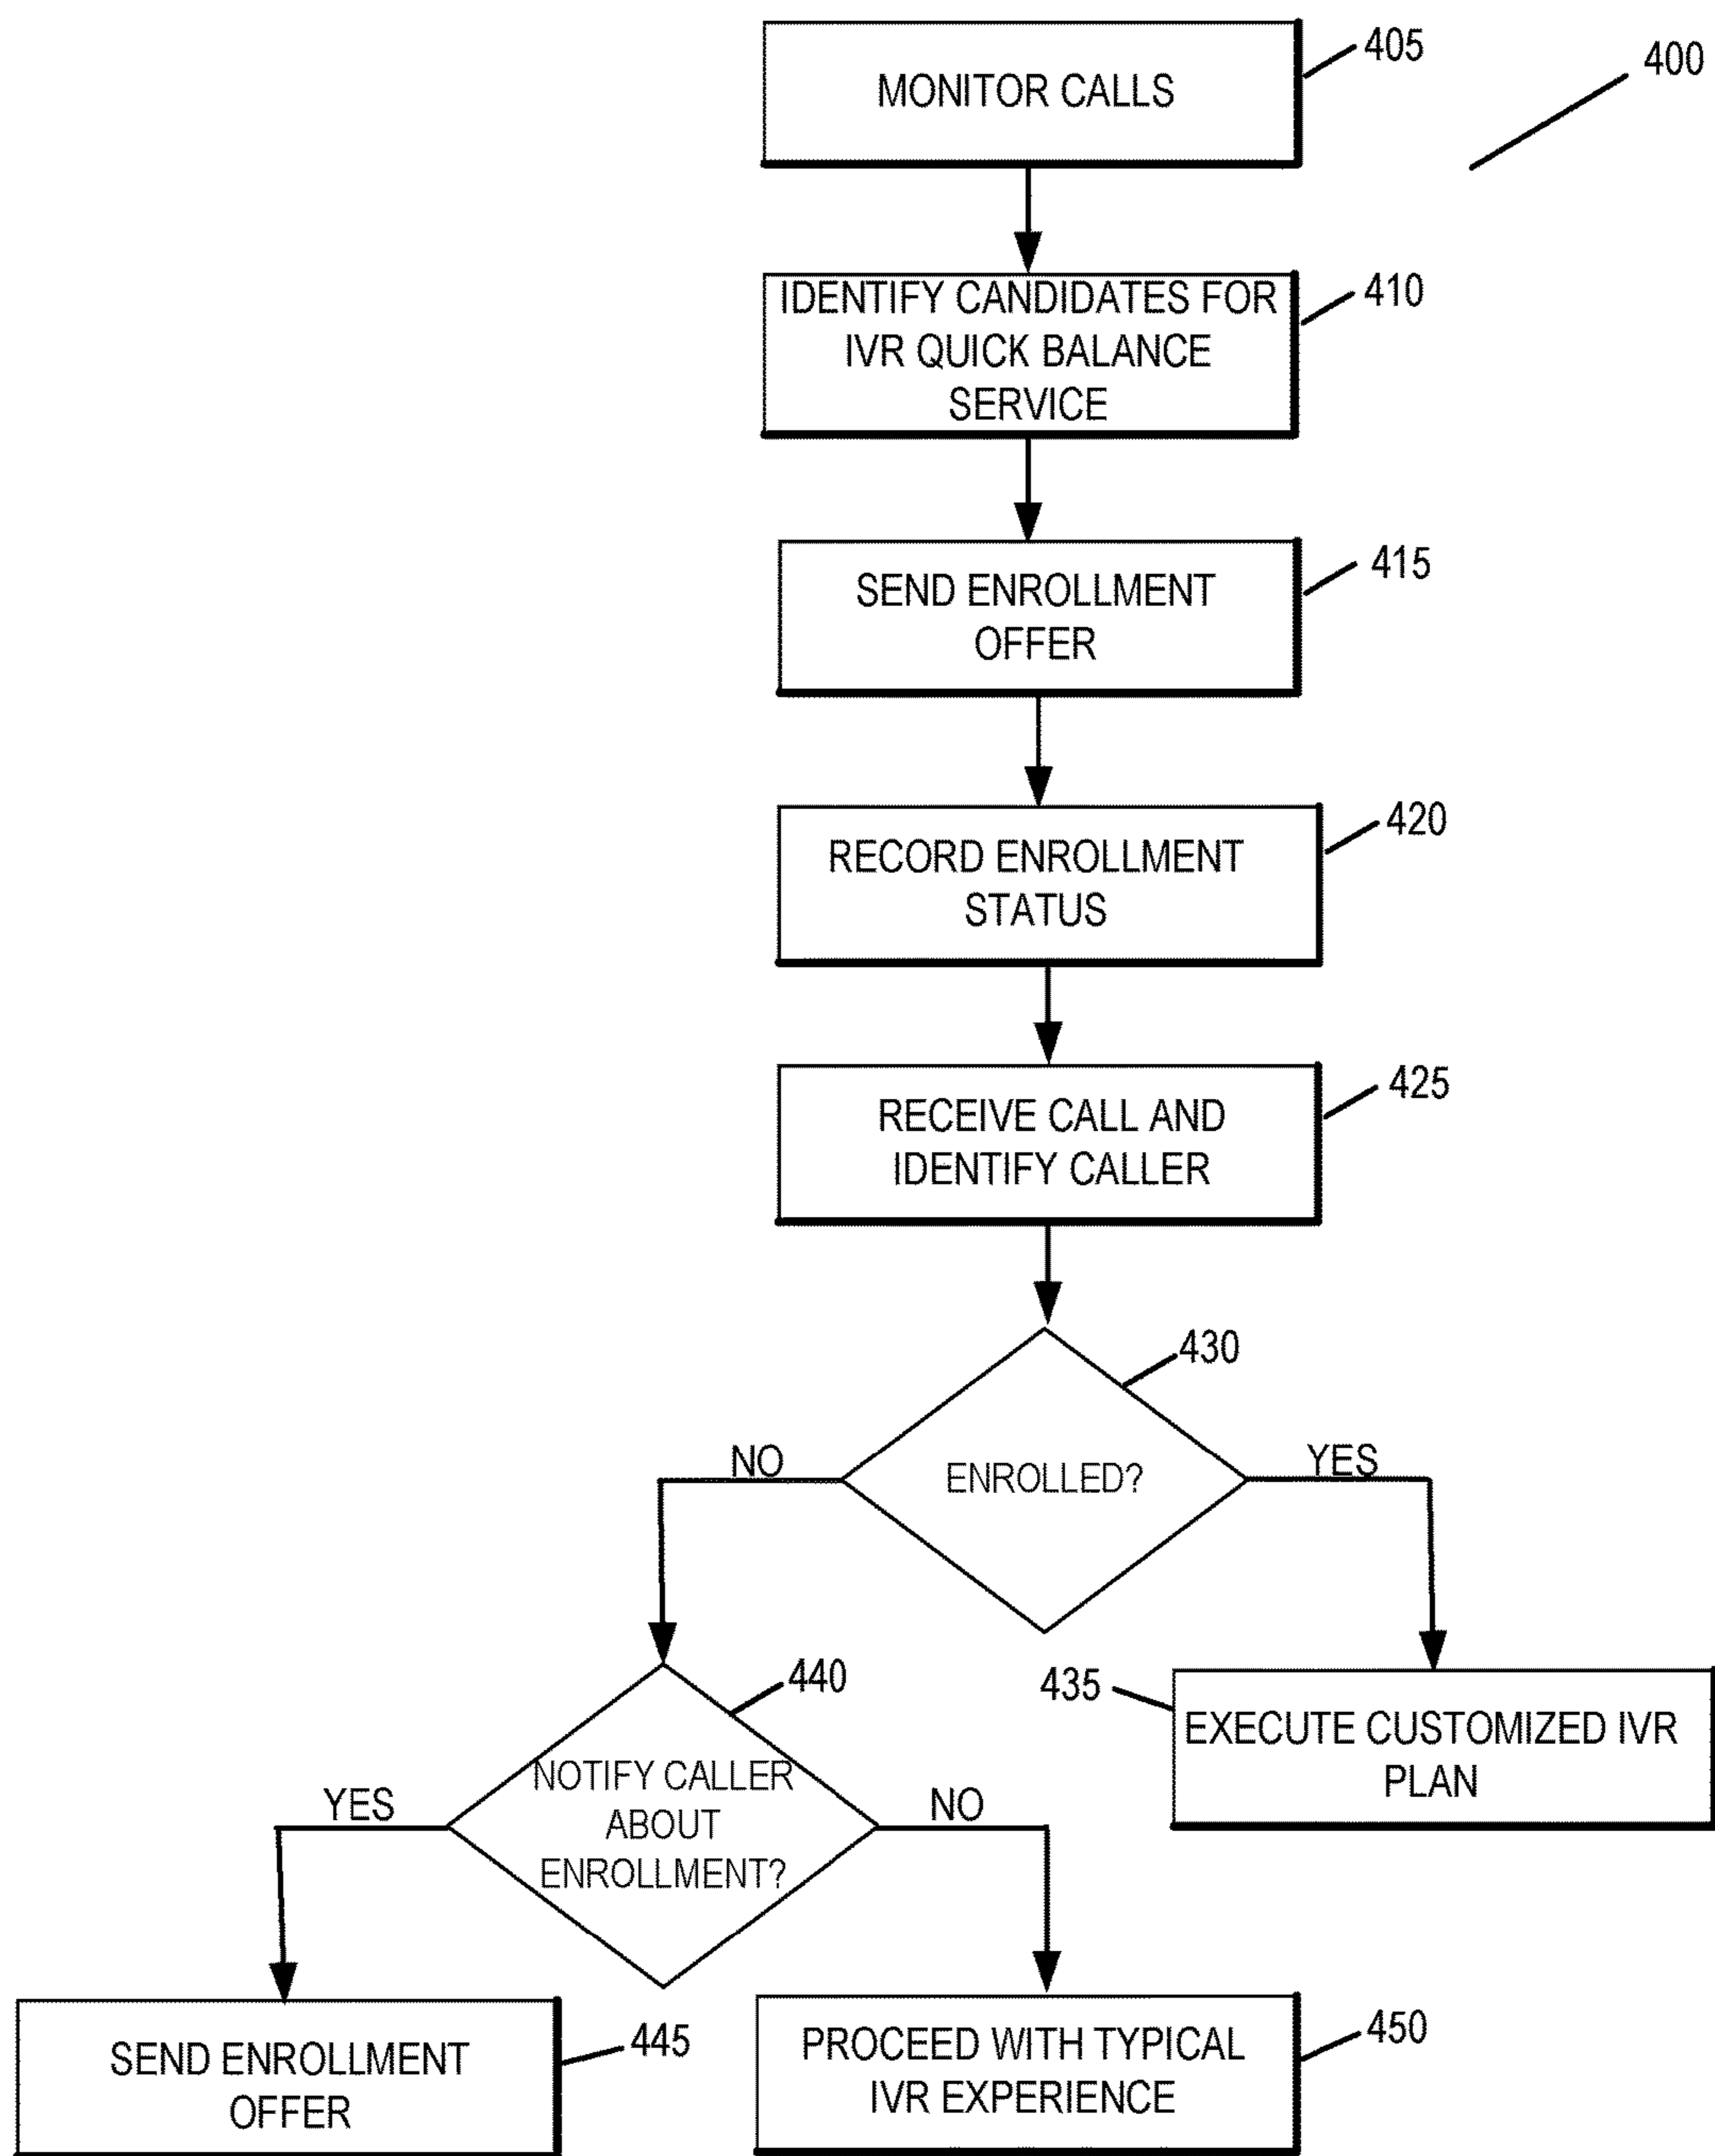 MONITOR CALLS
405
400
IDENTIFY CANDIDATES FOR
IVR QUICK BALANCE
SERVICE
410
SEND ENROLLMENT
OFFER
415
RECORD ENROLLMENT
STATUS
420
RECEIVE CALL AND
IDENTIFY CALLER
425
430
ENROLLED?
NO
YES
440
NOTIFY CALLER
ABOUT
ENROLLMENT?
YES
NO
435
EXECUTE CUSTOMIZED IVR
PLAN
SEND ENROLLMENT
OFFER
445
PROCEED WITH TYPICAL
IVR EXPERIENCE
450